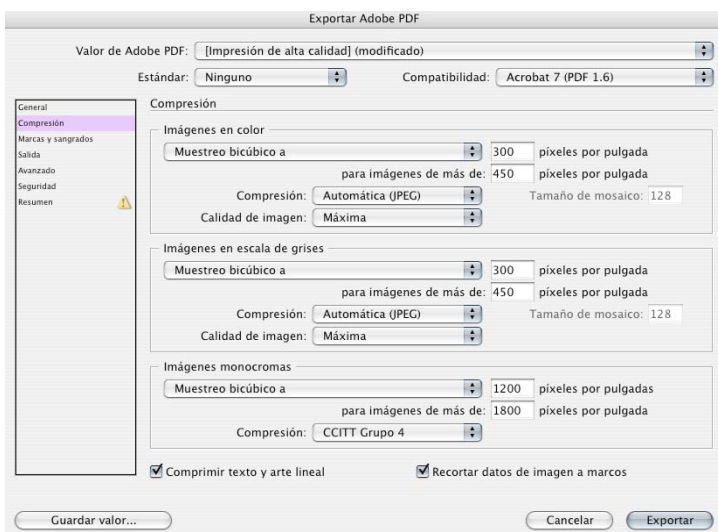 Exportar Adobe PDF
Valor de Adobe PDF: [Impresión de alta calidad] (modificado)
Estándar: Ninguno Compatibilidad: Acrobat 7 (PDF 1.6)
General
Compresión
Marcas y sangrados
Salida
Avanzado
Seguridad
Resumen
Compresión
Imágenes en color
Muestreo bicúbico a 300 píxeles por pulgada
para imágenes de más de: 450 píxeles por pulgada
Compresión: Automática (JPEG) Tamaño de mosaico: 128
Calidad de imagen: Máxima
Imágenes en escala de grises
Muestreo bicúbico a 300 píxeles por pulgada
para imágenes de más de: 450 píxeles por pulgada
Compresión: Automática (JPEG) Tamaño de mosaico: 128
Calidad de imagen: Máxima
Imágenes monocromas
Muestreo bicúbico a 1200 píxeles por pulgadas
para imágenes de más de: 1800 píxeles por pulgada
Compresión: CCITT Grupo 4
Comprimir texto y arte lineal Recortar datos de imagen a marcos
Guardar valor... Cancelar Exportar